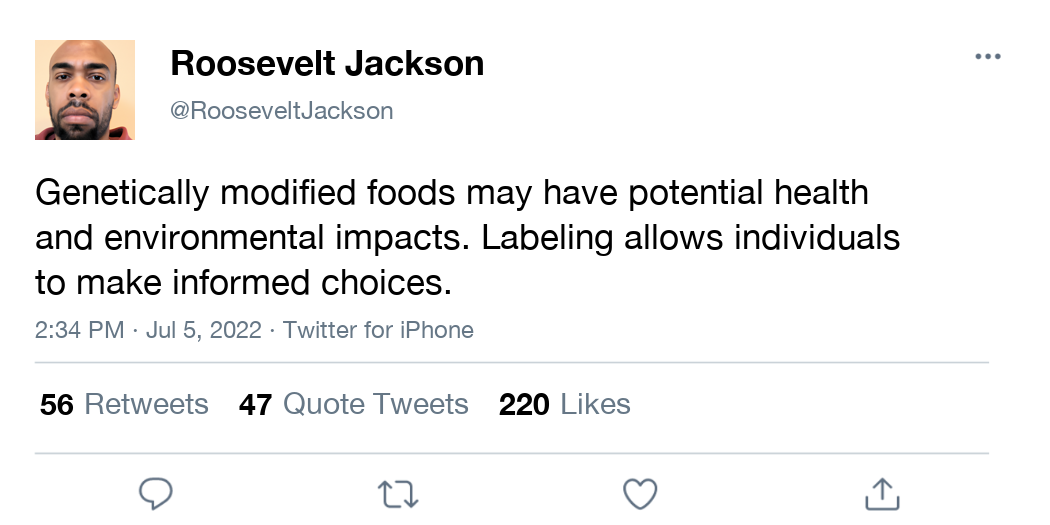 Roosevelt Jackson
@RooseveltJackson
Genetically modified foods may have potential health
and environmental impacts. Labeling allows individuals
to make informed choices.
2:34 PM · Jul 5, 2022 · Twitter for iPhone
56 Retweets 47 Quote Tweets 220 Likes